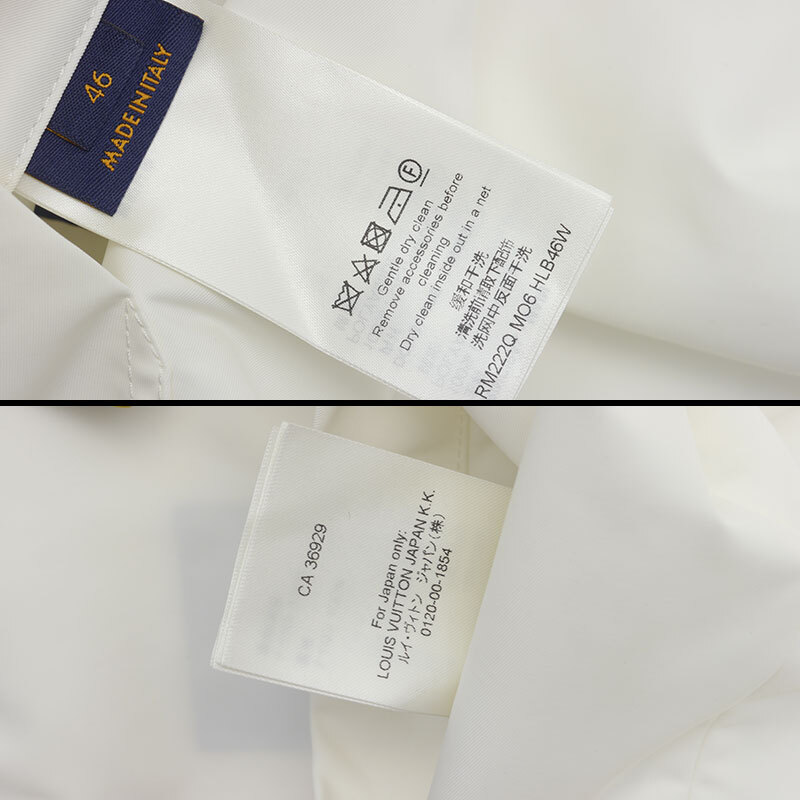 46
MADE IN ITALY
F
Gentle dry clean
Remove accessories before
cleaning
Dry clean inside out in a net
缓和干洗
清洗前请取下配饰
洗网中反面干洗
RM222Q MO6 HLB46W
CA 36929
For Japan only:
LOUIS VUITTON JAPAN K.K.
ルイ・ヴィトン ジャパン(株)
0120-00-1854